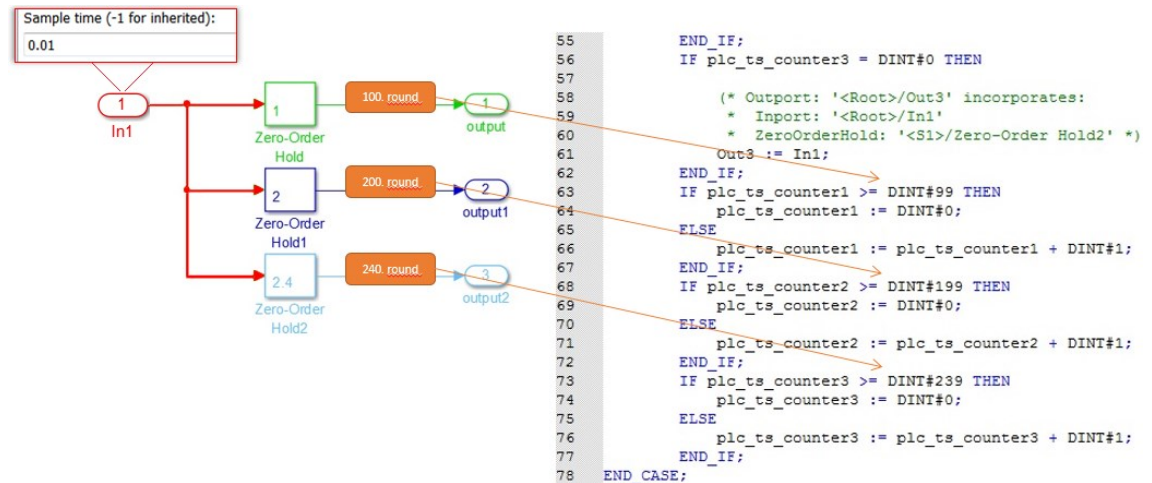 Sample time (-1 for inherited):
0.01
1
In1
1
Zero-Order
Hold
100. round
1
output
2
Zero-Order
Hold1
200. round
2
output1
2.4
Zero-Order
Hold2
240. round
3
output2
55 END_IF;
56 IF plc_ts_counter3 = DINT#0 THEN
57
58 (* Outport: '<Root>/Out3' incorporates:
59 * Inport: '<Root>/In1'
60 * ZeroOrderHold: '<S1>/Zero-Order Hold2' *)
61 Out3 := In1;
62 END_IF;
63 IF plc_ts_counter1 >= DINT#99 THEN
64 plc_ts_counter1 := DINT#0;
65 ELSE
66 plc_ts_counter1 := plc_ts_counter1 + DINT#1;
67 END_IF;
68 IF plc_ts_counter2 >= DINT#199 THEN
69 plc_ts_counter2 := DINT#0;
70 ELSE
71 plc_ts_counter2 := plc_ts_counter2 + DINT#1;
72 END_IF;
73 IF plc_ts_counter3 >= DINT#239 THEN
74 plc_ts_counter3 := DINT#0;
75 ELSE
76 plc_ts_counter3 := plc_ts_counter3 + DINT#1;
77 END_IF;
78 END_CASE;